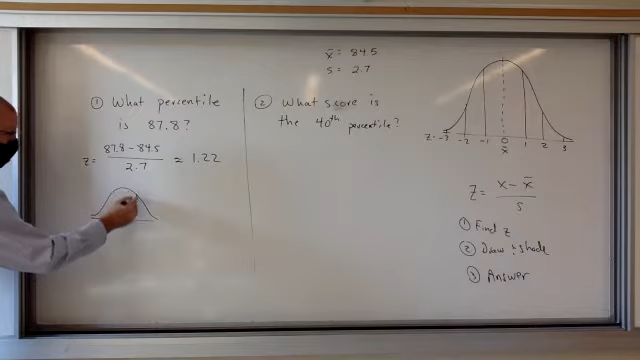 x̄ = 84.5
s = 2.7
① What percentile
is 87.8?
z = 87.8 - 84.5 / 2.7 ≈ 1.22
② What score is
the 40th percentile?
z: -3 -2 -1 0 1 2 3
x̄
z = x - x̄ / s
① Find z
② Draw & shade
③ Answer